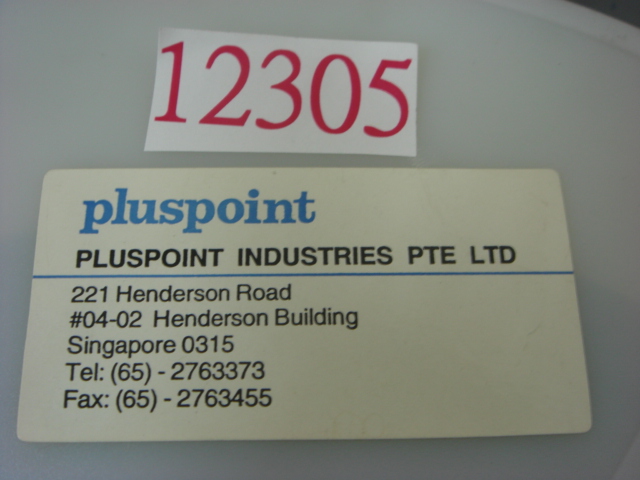 12305
pluspoint
PLUSPOINT INDUSTRIES PTE LTD
221 Henderson Road
#04-02 Henderson Building
Singapore 0315
Tel: (65) - 2763373
Fax: (65) - 2763455